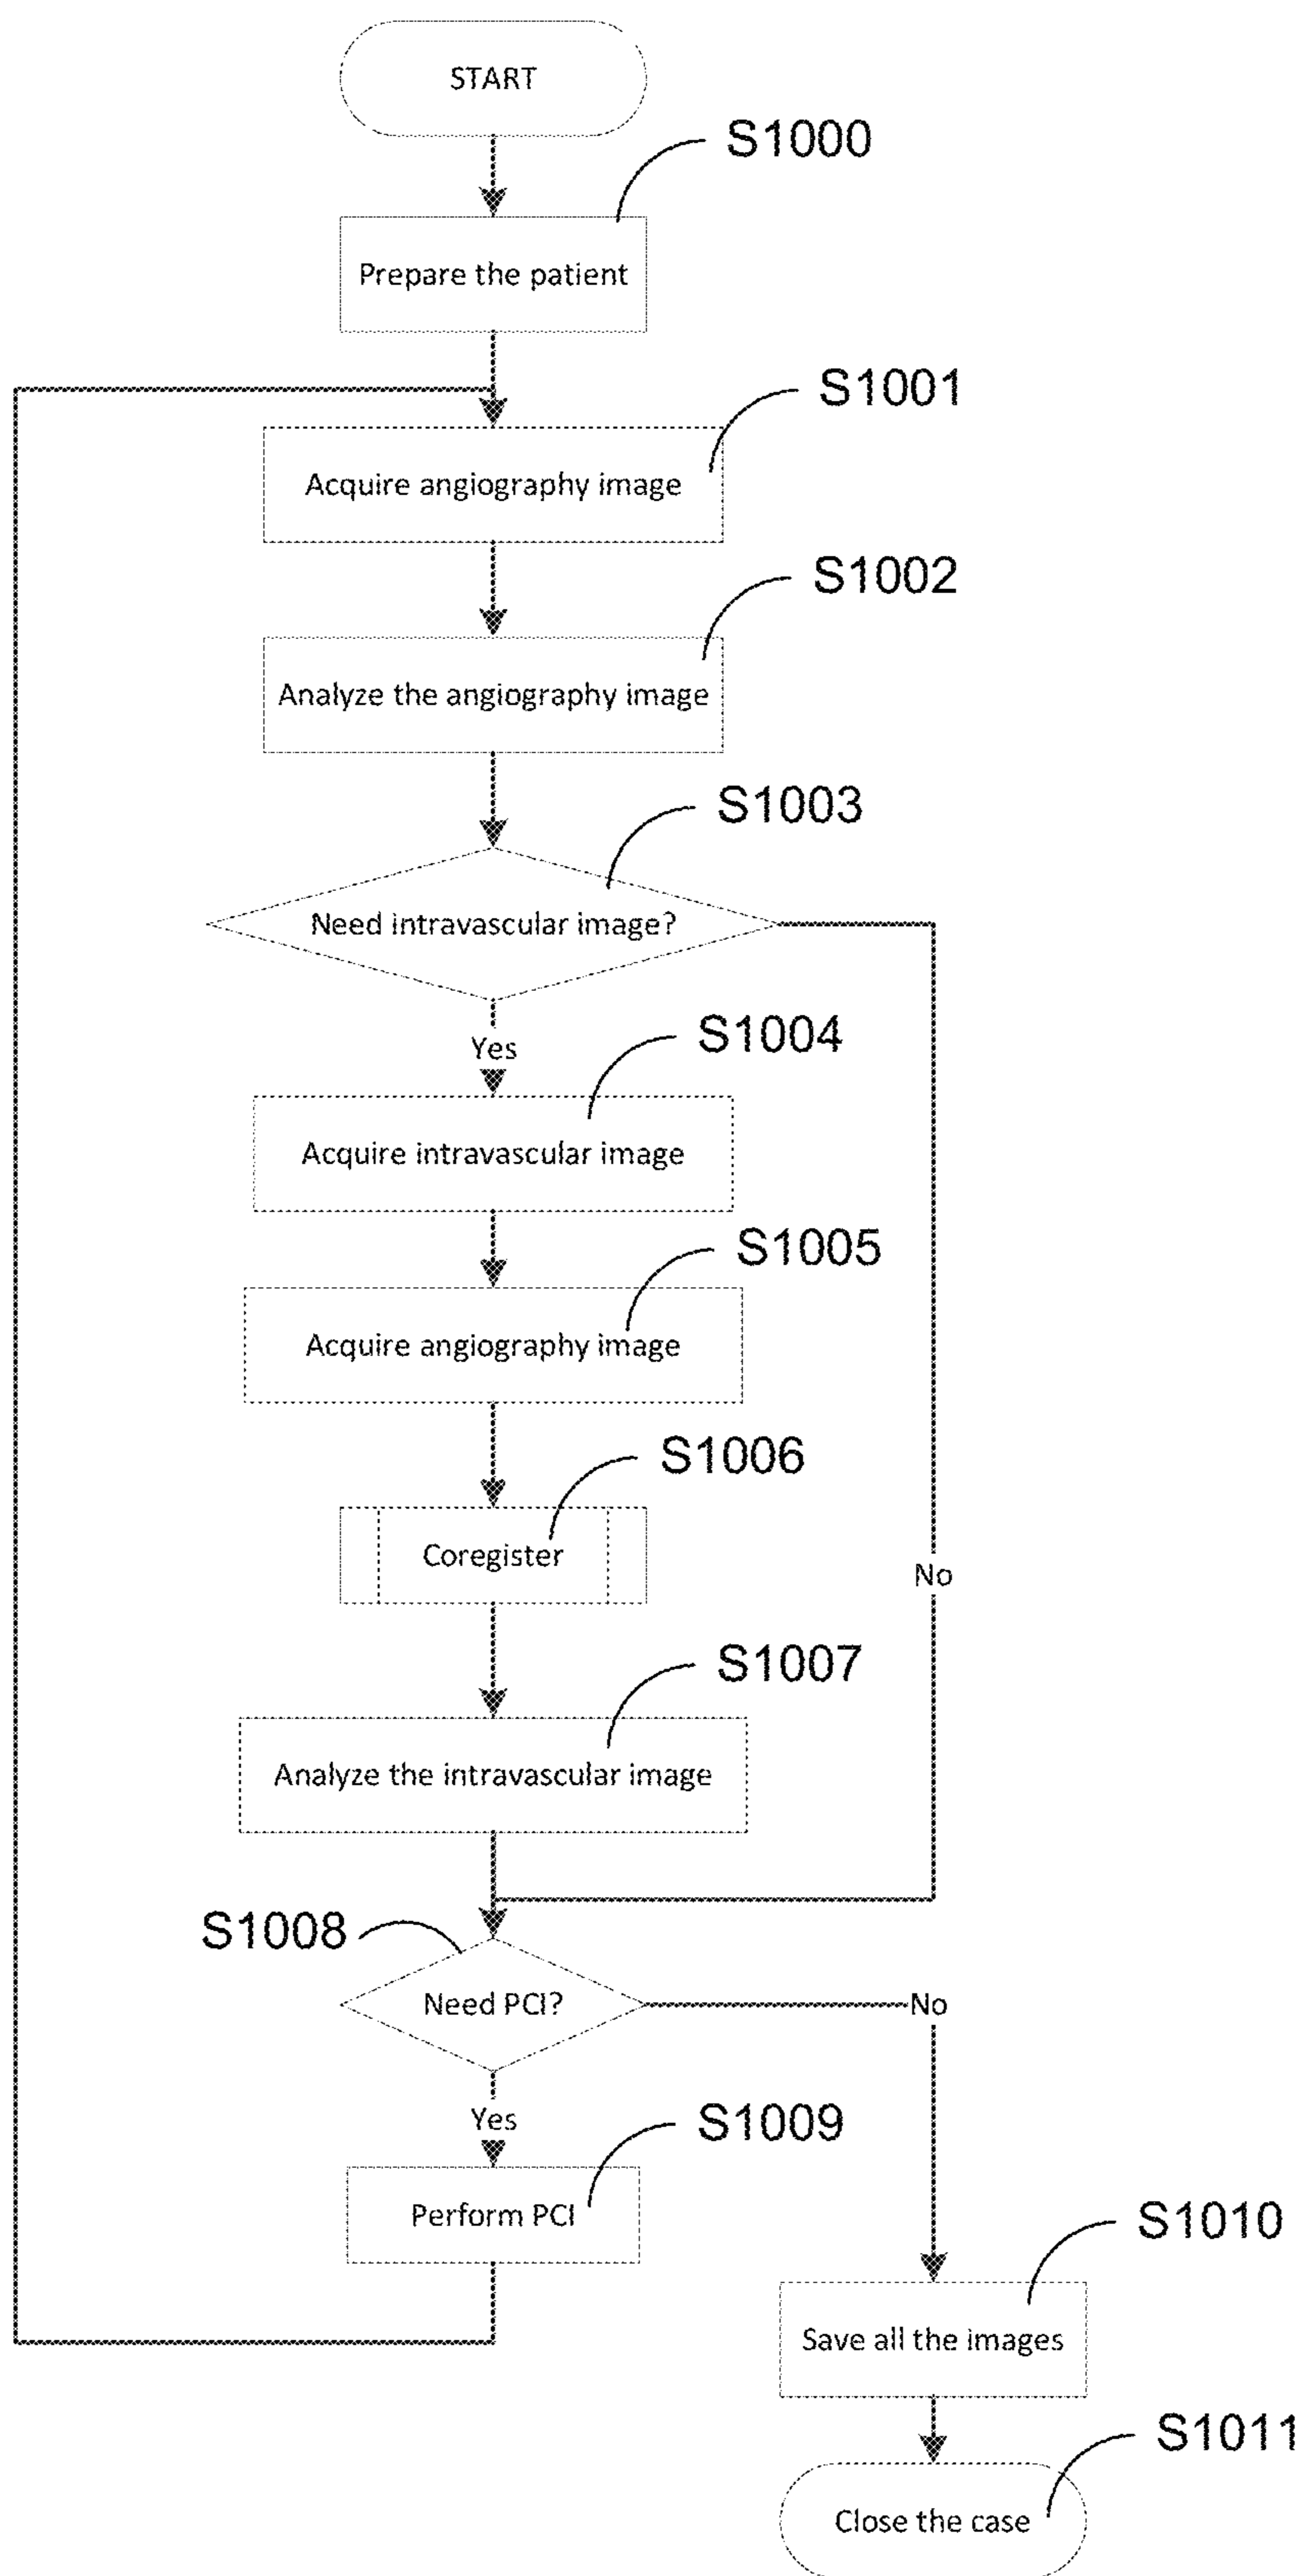 START
S1000
Prepare the patient
S1001
Acquire angiography image
S1002
Analyze the angiography image
S1003
Need intravascular image?
Yes
S1004
Acquire intravascular image
S1005
Acquire angiography image
S1006
Coregister
No
S1007
Analyze the intravascular image
S1008
Need PCI?
No
Yes
S1009
Perform PCI
S1010
Save all the images
S1011
Close the case